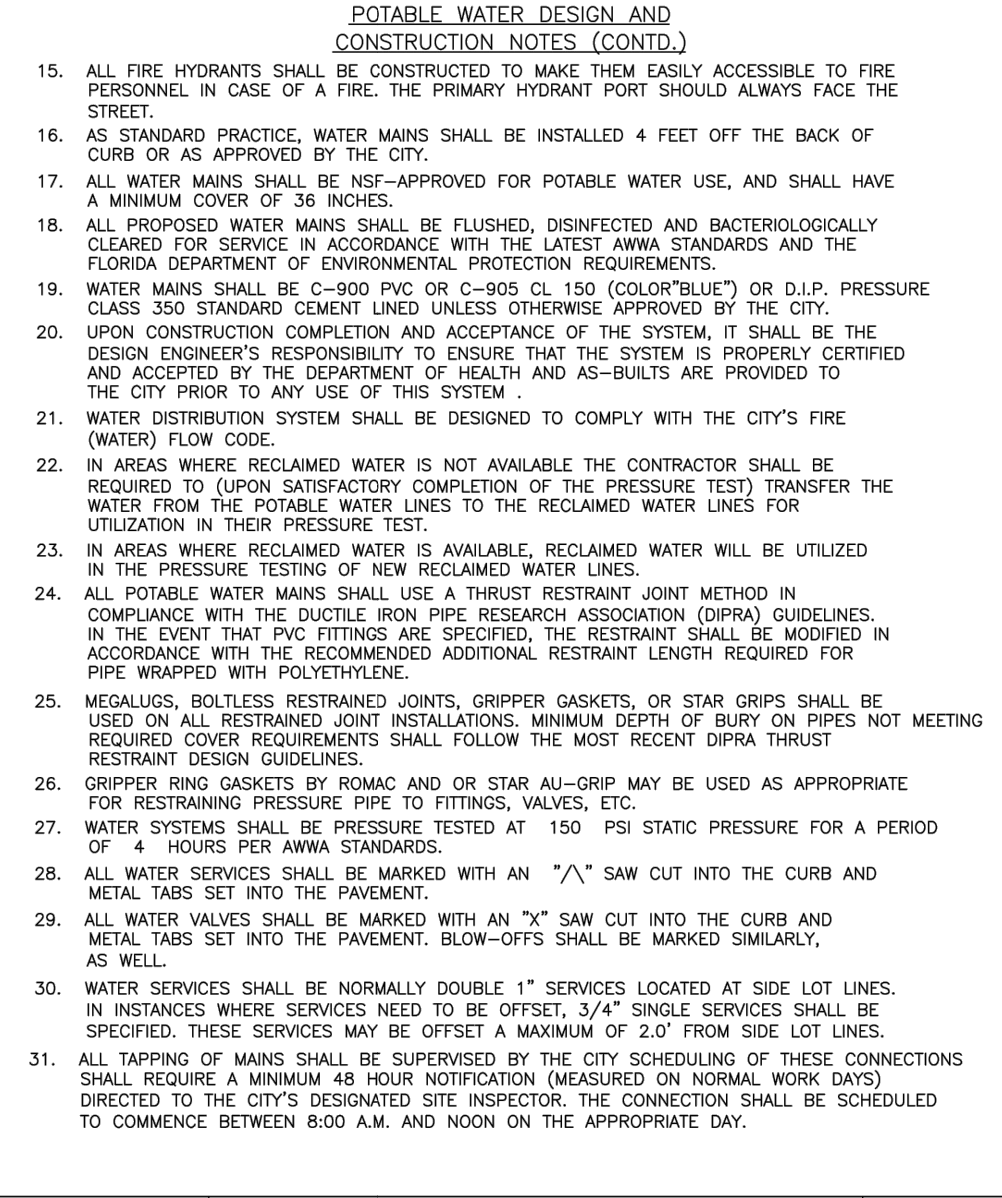 POTABLE WATER DESIGN AND
CONSTRUCTION NOTES (CONTD.)
15. ALL FIRE HYDRANTS SHALL BE CONSTRUCTED TO MAKE THEM EASILY ACCESSIBLE TO FIRE
PERSONNEL IN CASE OF A FIRE. THE PRIMARY HYDRANT PORT SHOULD ALWAYS FACE THE
STREET.
16. AS STANDARD PRACTICE, WATER MAINS SHALL BE INSTALLED 4 FEET OFF THE BACK OF
CURB OR AS APPROVED BY THE CITY.
17. ALL WATER MAINS SHALL BE NSF–APPROVED FOR POTABLE WATER USE, AND SHALL HAVE
A MINIMUM COVER OF 36 INCHES.
18. ALL PROPOSED WATER MAINS SHALL BE FLUSHED, DISINFECTED AND BACTERIOLOGICALLY
CLEARED FOR SERVICE IN ACCORDANCE WITH THE LATEST AWWA STANDARDS AND THE
FLORIDA DEPARTMENT OF ENVIRONMENTAL PROTECTION REQUIREMENTS.
19. WATER MAINS SHALL BE C–900 PVC OR C–905 CL 150 (COLOR"BLUE") OR D.I.P. PRESSURE
CLASS 350 STANDARD CEMENT LINED UNLESS OTHERWISE APPROVED BY THE CITY.
20. UPON CONSTRUCTION COMPLETION AND ACCEPTANCE OF THE SYSTEM, IT SHALL BE THE
DESIGN ENGINEER'S RESPONSIBILITY TO ENSURE THAT THE SYSTEM IS PROPERLY CERTIFIED
AND ACCEPTED BY THE DEPARTMENT OF HEALTH AND AS–BUILTS ARE PROVIDED TO
THE CITY PRIOR TO ANY USE OF THIS SYSTEM .
21. WATER DISTRIBUTION SYSTEM SHALL BE DESIGNED TO COMPLY WITH THE CITY'S FIRE
(WATER) FLOW CODE.
22. IN AREAS WHERE RECLAIMED WATER IS NOT AVAILABLE THE CONTRACTOR SHALL BE
REQUIRED TO (UPON SATISFACTORY COMPLETION OF THE PRESSURE TEST) TRANSFER THE
WATER FROM THE POTABLE WATER LINES TO THE RECLAIMED WATER LINES FOR
UTILIZATION IN THEIR PRESSURE TEST.
23. IN AREAS WHERE RECLAIMED WATER IS AVAILABLE, RECLAIMED WATER WILL BE UTILIZED
IN THE PRESSURE TESTING OF NEW RECLAIMED WATER LINES.
24. ALL POTABLE WATER MAINS SHALL USE A THRUST RESTRAINT JOINT METHOD IN
COMPLIANCE WITH THE DUCTILE IRON PIPE RESEARCH ASSOCIATION (DIPRA) GUIDELINES.
IN THE EVENT THAT PVC FITTINGS ARE SPECIFIED, THE RESTRAINT SHALL BE MODIFIED IN
ACCORDANCE WITH THE RECOMMENDED ADDITIONAL RESTRAINT LENGTH REQUIRED FOR
PIPE WRAPPED WITH POLYETHYLENE.
25. MEGALUGS, BOLTLESS RESTRAINED JOINTS, GRIPPER GASKETS, OR STAR GRIPS SHALL BE
USED ON ALL RESTRAINED JOINT INSTALLATIONS. MINIMUM DEPTH OF BURY ON PIPES NOT MEETING
REQUIRED COVER REQUIREMENTS SHALL FOLLOW THE MOST RECENT DIPRA THRUST
RESTRAINT DESIGN GUIDELINES.
26. GRIPPER RING GASKETS BY ROMAC AND OR STAR AU–GRIP MAY BE USED AS APPROPRIATE
FOR RESTRAINING PRESSURE PIPE TO FITTINGS, VALVES, ETC.
27. WATER SYSTEMS SHALL BE PRESSURE TESTED AT 150 PSI STATIC PRESSURE FOR A PERIOD
OF 4 HOURS PER AWWA STANDARDS.
28. ALL WATER SERVICES SHALL BE MARKED WITH AN "/\" SAW CUT INTO THE CURB AND
METAL TABS SET INTO THE PAVEMENT.
29. ALL WATER VALVES SHALL BE MARKED WITH AN "X" SAW CUT INTO THE CURB AND
METAL TABS SET INTO THE PAVEMENT. BLOW–OFFS SHALL BE MARKED SIMILARLY,
AS WELL.
30. WATER SERVICES SHALL BE NORMALLY DOUBLE 1" SERVICES LOCATED AT SIDE LOT LINES.
IN INSTANCES WHERE SERVICES NEED TO BE OFFSET, 3/4" SINGLE SERVICES SHALL BE
SPECIFIED. THESE SERVICES MAY BE OFFSET A MAXIMUM OF 2.0' FROM SIDE LOT LINES.
31. ALL TAPPING OF MAINS SHALL BE SUPERVISED BY THE CITY SCHEDULING OF THESE CONNECTIONS
SHALL REQUIRE A MINIMUM 48 HOUR NOTIFICATION (MEASURED ON NORMAL WORK DAYS)
DIRECTED TO THE CITY'S DESIGNATED SITE INSPECTOR. THE CONNECTION SHALL BE SCHEDULED
TO COMMENCE BETWEEN 8:00 A.M. AND NOON ON THE APPROPRIATE DAY.